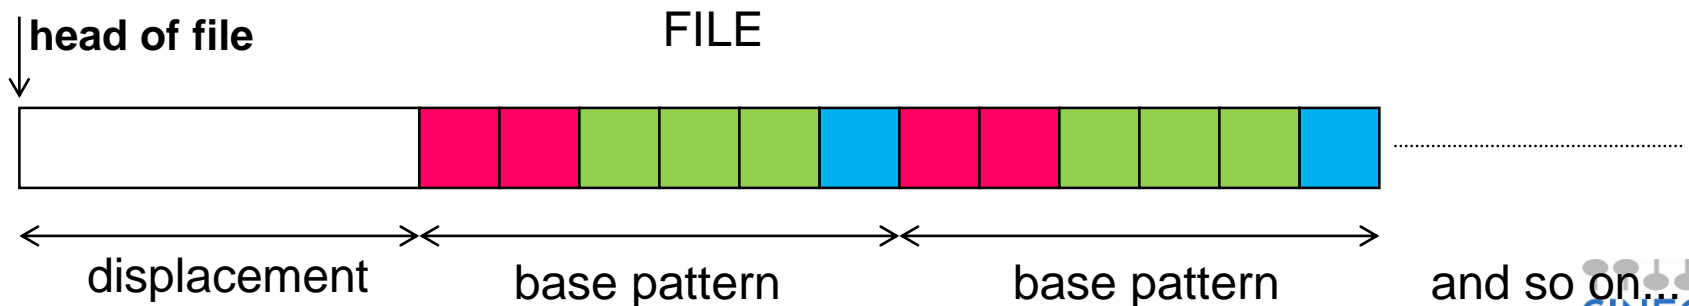 head of file
FILE
displacement
base pattern
base pattern
and so on...